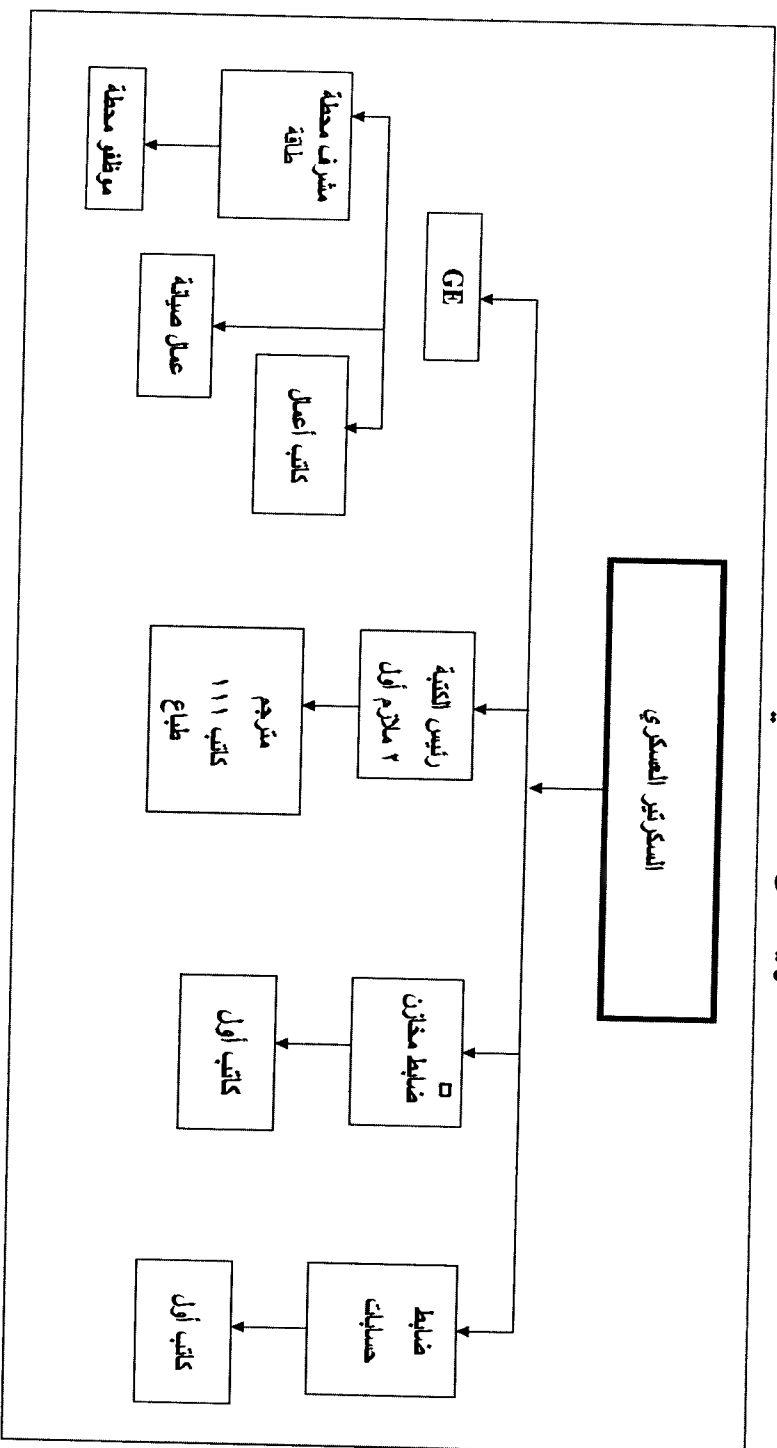 السكرتير العسكري
GE
رئيس الكتبة
٢ ملازم أول
ضابط مخازن
ضابط
حسابات
مشرف محطة
طاقة
عمال صيانة
كاتب أعمال
مترجم
كاتب ١١١
طباع
كاتب أول
كاتب أول
موظفو محطة